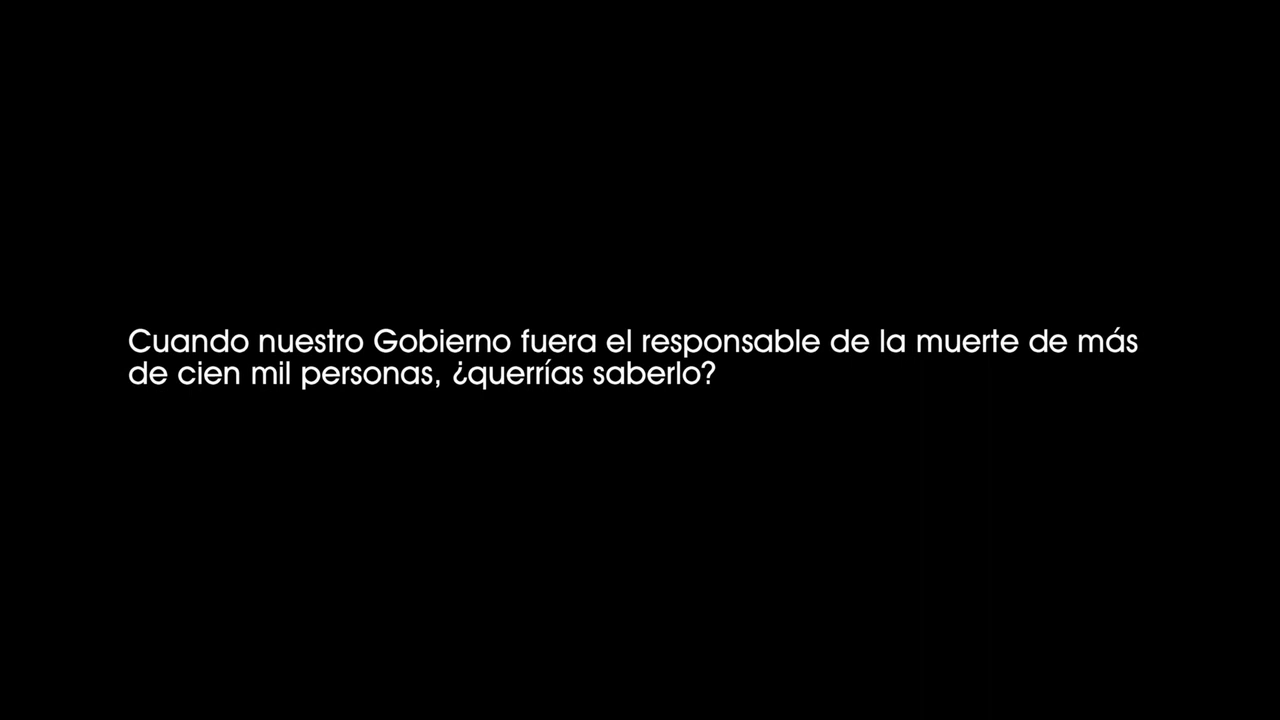 Cuando nuestro Gobierno fuera el responsable de la muerte de más
de cien mil personas, ¿querrías saberlo?